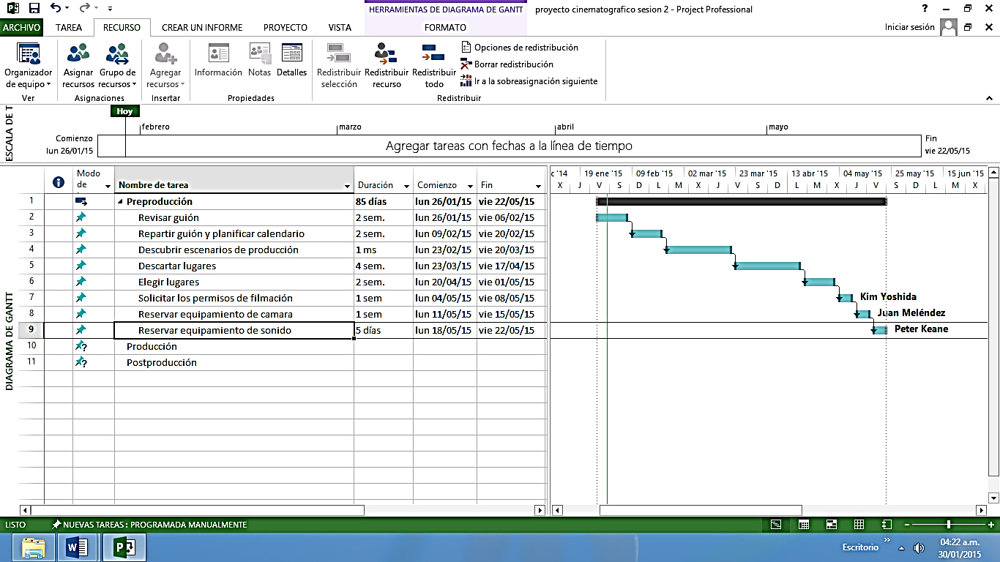 HERRAMIENTAS DE DIAGRAMA DE GANTT
proyecto cinematografico sesion 2 - Project Professional
ARCHIVO TAREA RECURSO CREAR UN INFORME PROYECTO VISTA FORMATO Iniciar sesión
Organizador de equipo
Asignar recursos
Grupo de recursos
Agregar recursos
Información
Notas
Detalles
Redistribuir selección
Redistribuir recurso
Redistribuir todo
Opciones de redistribución
Borrar redistribución
Ir a la sobreasignación siguiente
Ver Asignaciones Insertar Propiedades Redistribuir
ESCALA DE T
Hoy
febrero marzo abril mayo
Comienzo
lun 26/01/15
Agregar tareas con fechas a la línea de tiempo
Fin
vie 22/05/15
DIAGRAMA DE GANTT
Modo de Nombre de tarea Duración Comienzo Fin
c '14 19 ene '15 09 feb '15 02 mar '15 23 mar '15 13 abr '15 04 may '15 25 may '15 15 jun '15
X J V S D L M X J V S D L M X J V S D L M X
1 Preproducción 85 días lun 26/01/15 vie 22/05/15
2 Revisar guión 2 sem. lun 26/01/15 vie 06/02/15
3 Repartir guión y planificar calendario 2 sem. lun 09/02/15 vie 20/02/15
4 Descubrir escenarios de producción 1 ms lun 23/02/15 vie 20/03/15
5 Descartar lugares 4 sem. lun 23/03/15 vie 17/04/15
6 Elegir lugares 2 sem. lun 20/04/15 vie 01/05/15
7 Solicitar los permisos de filmación 1 sem lun 04/05/15 vie 08/05/15 Kim Yoshida
8 Reservar equipamiento de camara 1 sem lun 11/05/15 vie 15/05/15 Juan Meléndez
9 Reservar equipamiento de sonido 5 días lun 18/05/15 vie 22/05/15 Peter Keane
10 Producción
11 Postproducción
LISTO NUEVAS TAREAS : PROGRAMADA MANUALMENTE
Escritorio
04:22 a.m.
30/01/2015